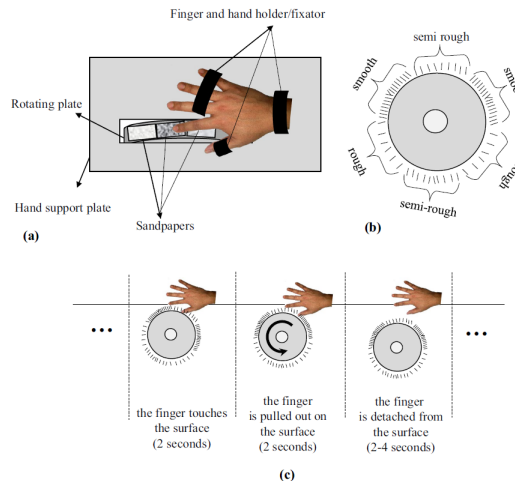 Finger and hand holder/fixator
Rotating plate
Hand support plate
Sandpapers
(a)
semi rough
smooth
smoo
rough
ough
semi-rough
(b)
•••
•••
the finger touches
the surface
(2 seconds)
the finger
is pulled out on
the surface
(2 seconds)
the finger
is detached from
the surface
(2-4 seconds)
(c)